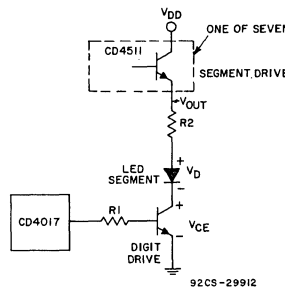 VDD
ONE OF SEVEN
CD4511
SEGMENT DRIVE
VOUT
R2
LED
SEGMENT
+
VD
-
CD4017
R1
+
VCE
-
DIGIT
DRIVE
92CS-29912